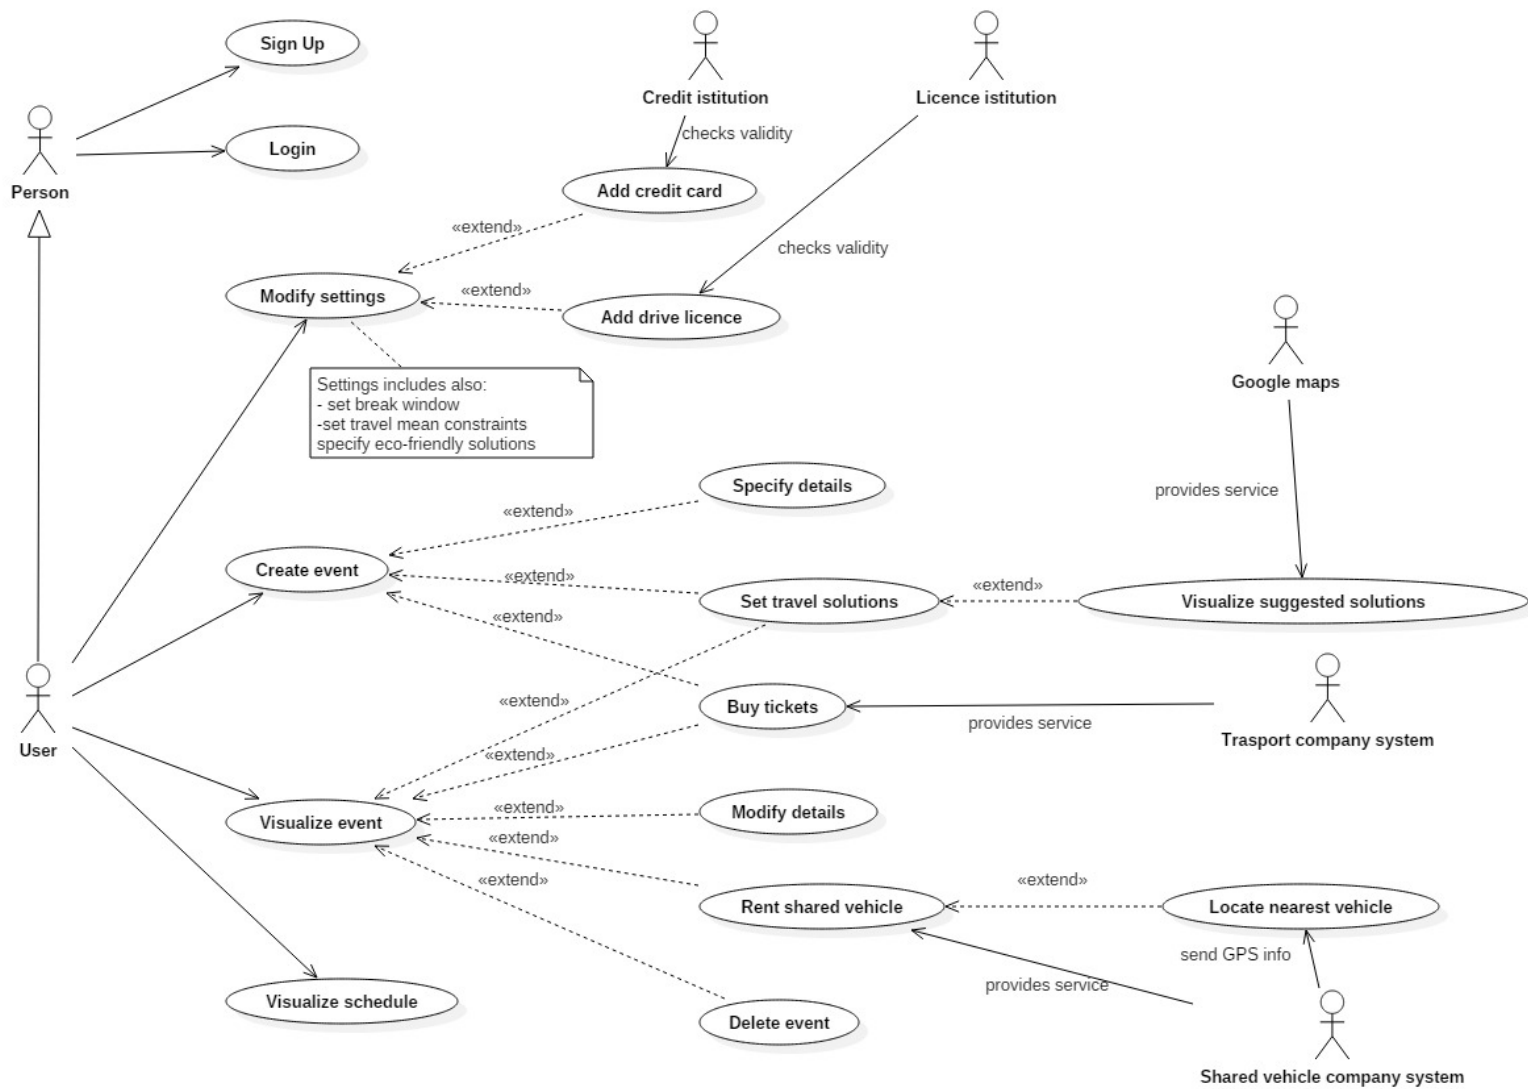 Sign Up
Credit istitution
Licence istitution
checks validity
Login
Person
Add credit card
«extend»
checks validity
Modify settings
«extend»
Add drive licence
Google maps
Settings includes also:
- set break window
-set travel mean constraints
specify eco-friendly solutions
Specify details
provides service
«extend»
Create event
«extend»
Set travel solutions
«extend»
Visualize suggested solutions
«extend»
«extend»
Buy tickets
provides service
Trasport company system
User
«extend»
Visualize event
«extend»
Modify details
«extend»
«extend»
Rent shared vehicle
«extend»
Locate nearest vehicle
send GPS info
provides service
Visualize schedule
Delete event
Shared vehicle company system